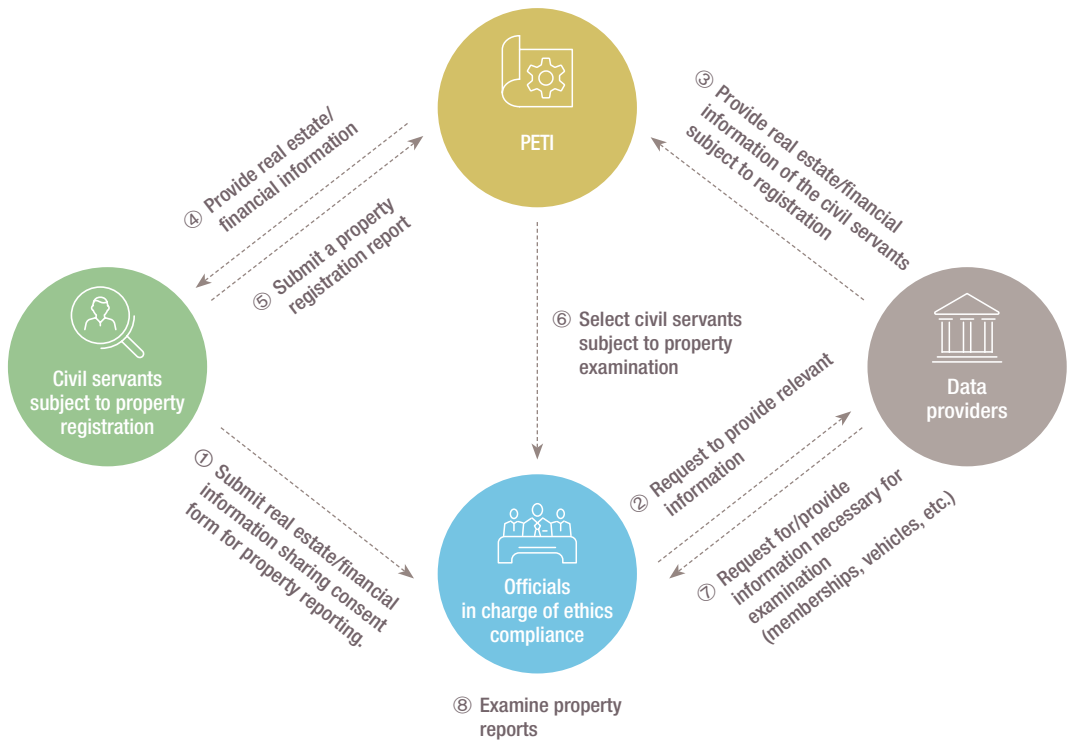 PETI
③ Provide real estate/financial
information of the civil servants
subject to registration
④ Provide real estate/
financial information
⑤ Submit a property
registration report
Civil servants
subject to property
registration
⑥ Select civil servants
subject to property
examination
Data
providers
① Submit real estate/financial
information sharing consent
form for property reporting.
② Request to provide relevant
information
⑦ Request for/provide
information necessary for
examination
(memberships, vehicles, etc.)
Officials
in charge of ethics
compliance
⑧ Examine property
reports